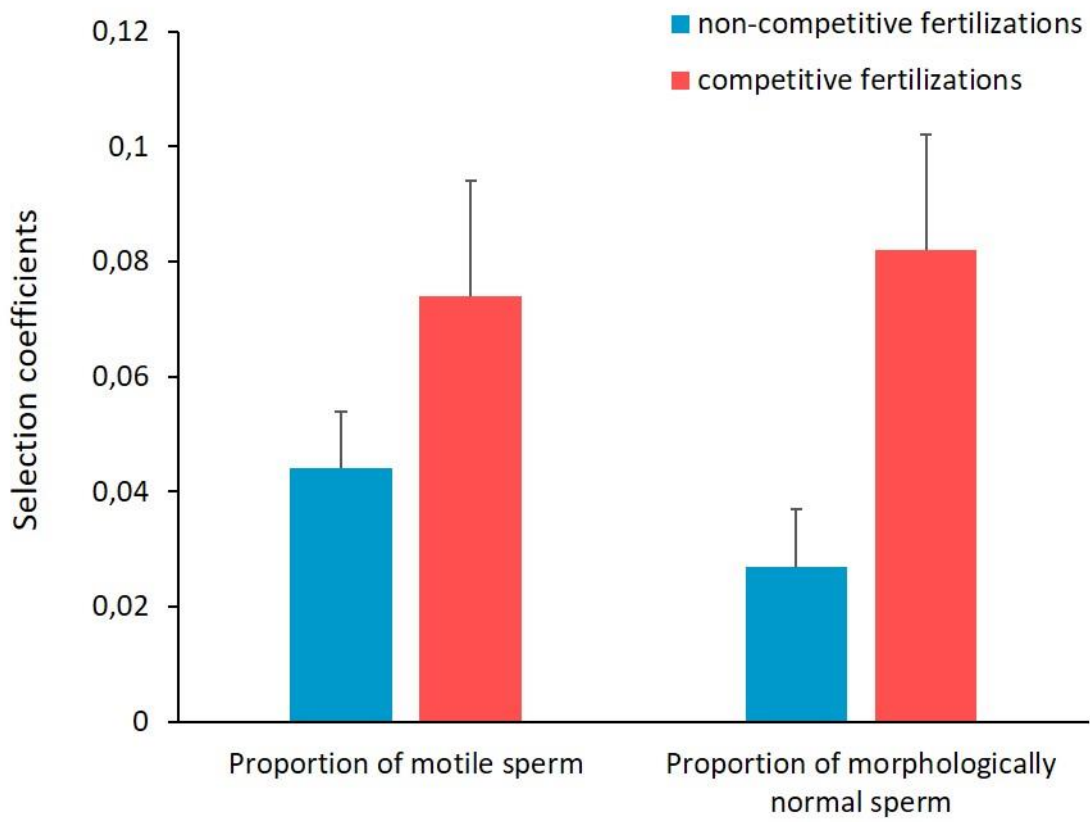 non-competitive fertilizations
competitive fertilizations
0,12
0,1
0,08
0,06
0,04
0,02
0
Selection coefficients
Proportion of motile sperm
Proportion of morphologically
normal sperm